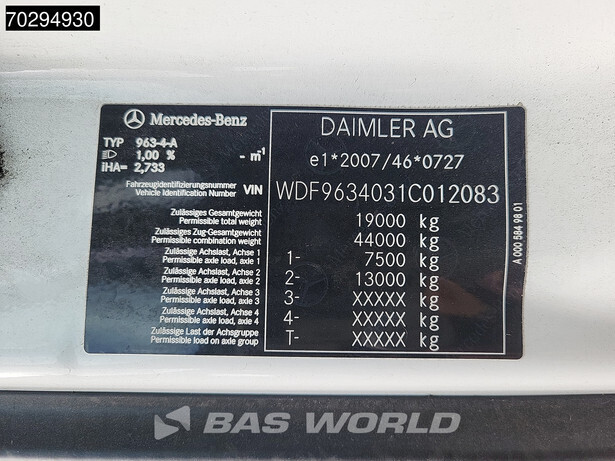 70294930
Mercedes-Benz
DAIMLER AG
TYP 963-4-A
1,00 % - m⁻¹
iHA= 2,733
e1*2007/46*0727
Fahrzeugidentifizierungsnummer
Vehicle Identification Number VIN
WDF9634031C012083
Zulässiges Gesamtgewicht
Permissible total weight
19000 kg
Zulässiges Zug-Gesamtgewicht
Permissible combination weight
44000 kg
Zulässige Achslast, Achse 1
Permissible axle load, axle 1
1- 7500 kg
Zulässige Achslast, Achse 2
Permissible axle load, axle 2
2- 13000 kg
Zulässige Achslast, Achse 3
Permissible axle load, axle 3
3- XXXXX kg
Zulässige Achslast, Achse 4
Permissible axle load, axle 4
4- XXXXX kg
Zulässige Last der Achsgruppe
Permissible load on axle group
T- XXXXX kg
A 000 584 98 01
BAS WORLD